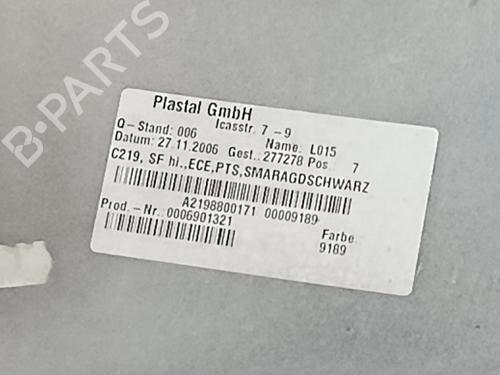 B-PARTS
Plastal GmbH
Icasstr. 7-9
Q-Stand: 006 Name: L015
Datum: 27.11.2006 Gest.: 277278 Pos. 7
C219, SF hi.,ECE,PTS,SMARAGDSCHWARZ
A2198800171 00009189
Prod.-Nr.:0006901321
Farbe:
9189